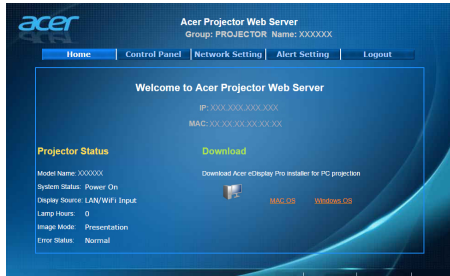 acer
Acer Projector Web Server
Group: PROJECTOR Name: XXXXXX
Home Control Panel Network Setting Alert Setting Logout
Welcome to Acer Projector Web Server
IP: XXX.XXX.XXX.XXX
MAC: XX.XX.XX.XX.XX.XX
Projector Status
Model Name: XXXXXX
System Status: Power On
Display Source: LAN/WiFi Input
Lamp Hours: 0
Image Mode: Presentation
Error Status: Normal
Download
Download Acer eDisplay Pro installer for PC projection
MAC OS Windows OS